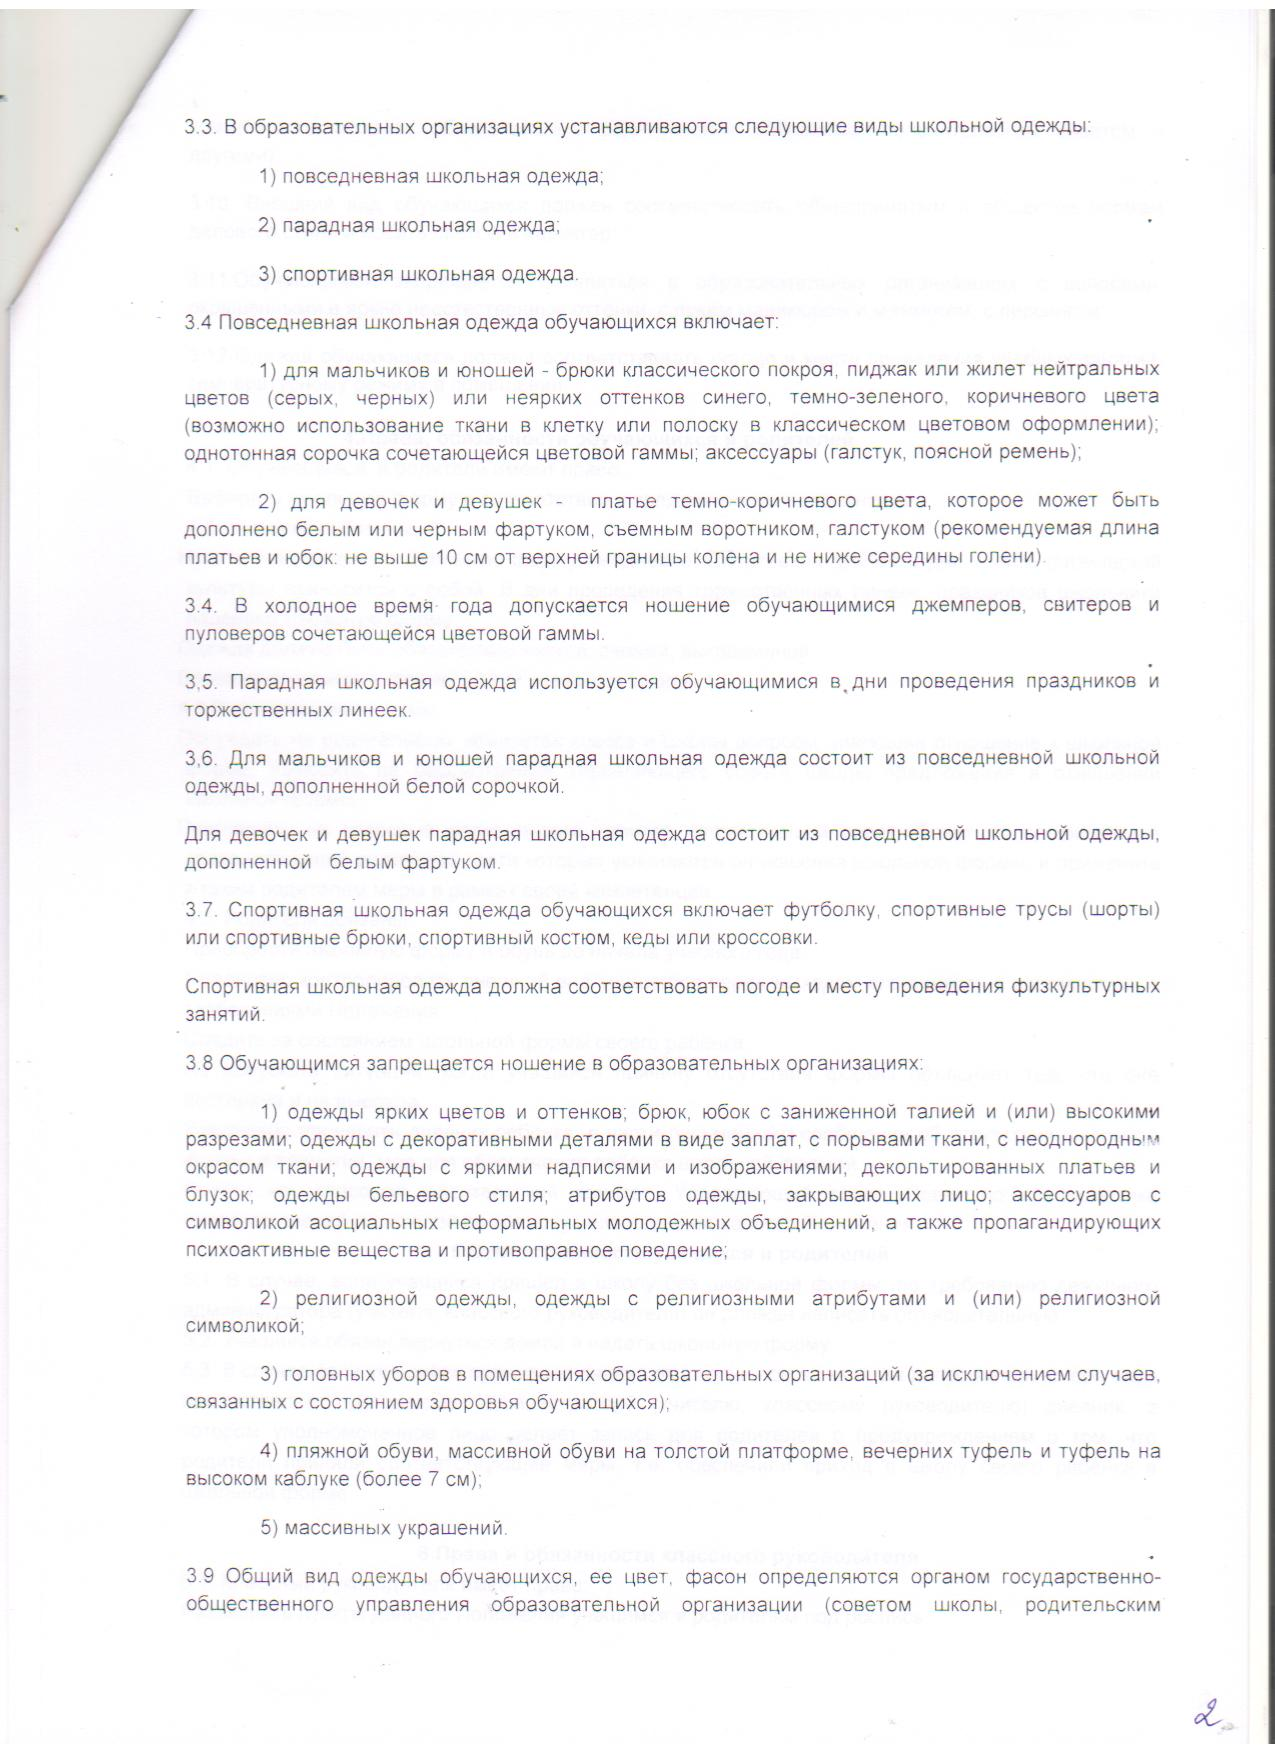 3.3. В образовательных организациях устанавливаются следующие виды школьной одежды:
1) повседневная школьная одежда;
2) парадная школьная одежда;
3) спортивная школьная одежда.
3.4 Повседневная школьная одежда обучающихся включает:
1) для мальчиков и юношей - брюки классического покроя, пиджак или жилет нейтральных
цветов (серых, черных) или неярких оттенков синего, темно-зеленого, коричневого цвета
(возможно использование ткани в клетку или полоску в классическом цветовом оформлении);
однотонная сорочка сочетающейся цветовой гаммы; аксессуары (галстук, поясной ремень);
2) для девочек и девушек - платье темно-коричневого цвета, которое может быть
дополнено белым или черным фартуком, съемным воротником, галстуком (рекомендуемая длина
платьев и юбок: не выше 10 см от верхней границы колена и не ниже середины голени).
3.4. В холодное время года допускается ношение обучающимися джемперов, свитеров и
пуловеров сочетающейся цветовой гаммы.
3,5. Парадная школьная одежда используется обучающимися в дни проведения праздников и
торжественных линеек.
3,6. Для мальчиков и юношей парадная школьная одежда состоит из повседневной школьной
одежды, дополненной белой сорочкой.
Для девочек и девушек парадная школьная одежда состоит из повседневной школьной одежды,
дополненной белым фартуком.
3.7. Спортивная школьная одежда обучающихся включает футболку, спортивные трусы (шорты)
или спортивные брюки, спортивный костюм, кеды или кроссовки.
Спортивная школьная одежда должна соответствовать погоде и месту проведения физкультурных
занятий.
3.8 Обучающимся запрещается ношение в образовательных организациях:
1) одежды ярких цветов и оттенков; брюк, юбок с заниженной талией и (или) высокими
разрезами; одежды с декоративными деталями в виде заплат, с порывами ткани, с неоднородным
окрасом ткани; одежды с яркими надписями и изображениями; декольтированных платьев и
блузок; одежды бельевого стиля; атрибутов одежды, закрывающих лицо; аксессуаров с
символикой асоциальных неформальных молодежных объединений, а также пропагандирующих
психоактивные вещества и противоправное поведение;
2) религиозной одежды, одежды с религиозными атрибутами и (или) религиозной
символикой;
3) головных уборов в помещениях образовательных организаций (за исключением случаев,
связанных с состоянием здоровья обучающихся);
4) пляжной обуви, массивной обуви на толстой платформе, вечерних туфель и туфель на
высоком каблуке (более 7 см);
5) массивных украшений.
3.9 Общий вид одежды обучающихся, ее цвет, фасон определяются органом государственно-
общественного управления образовательной организации (советом школы, родительским
2